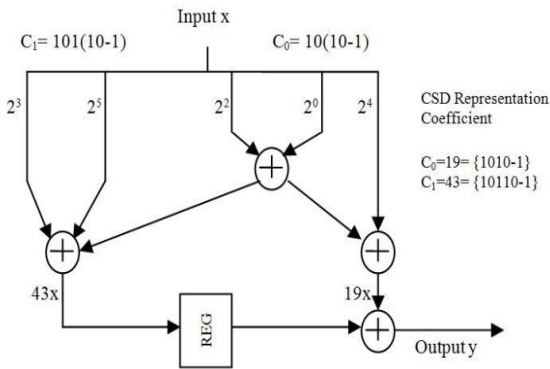 Input x
C₁= 101(10-1)
C₀= 10(10-1)
2³
2⁵
2²
2⁰
2⁴
CSD Representation
Coefficient
C₀=19= {1010-1}
C₁=43= {10110-1}
+
+
+
43x
19x
REG
+
Output y